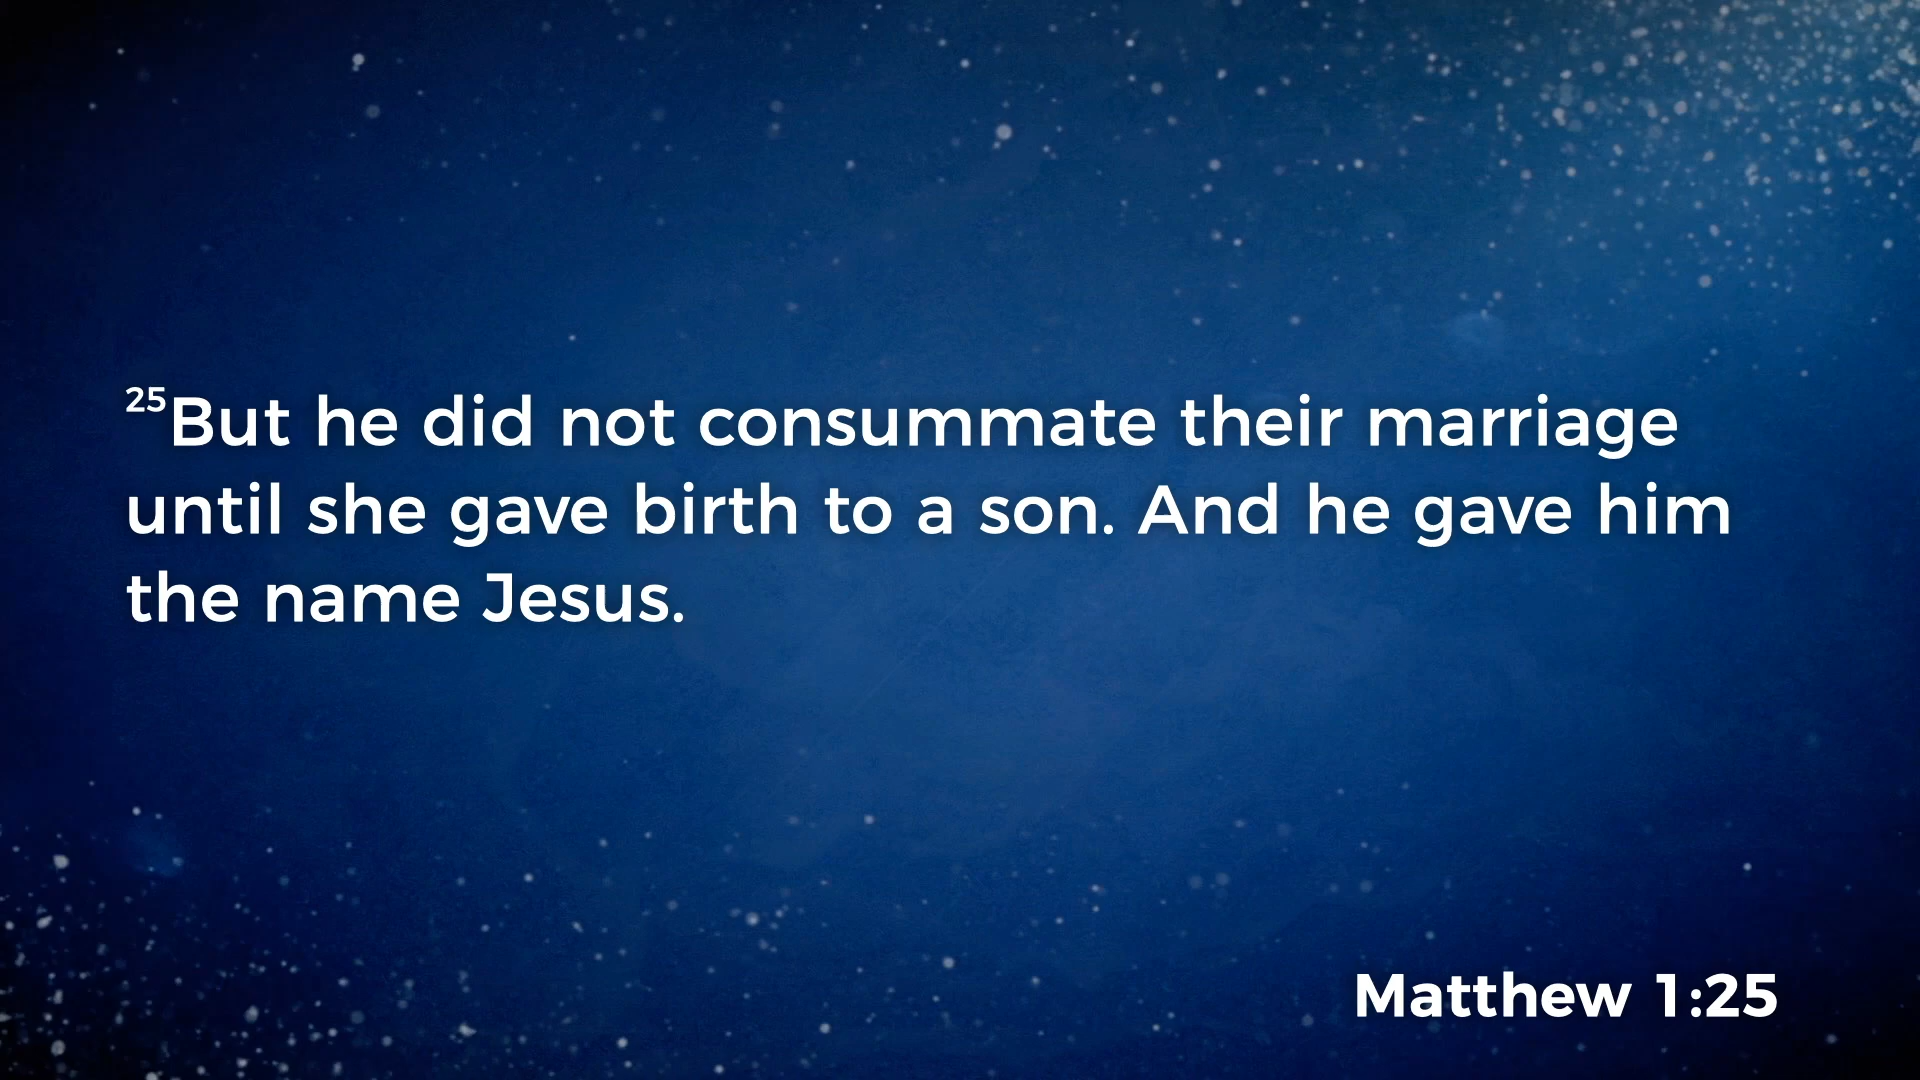 25But he did not consummate their marriage
until she gave birth to a son. And he gave him
the name Jesus.
Matthew 1:25